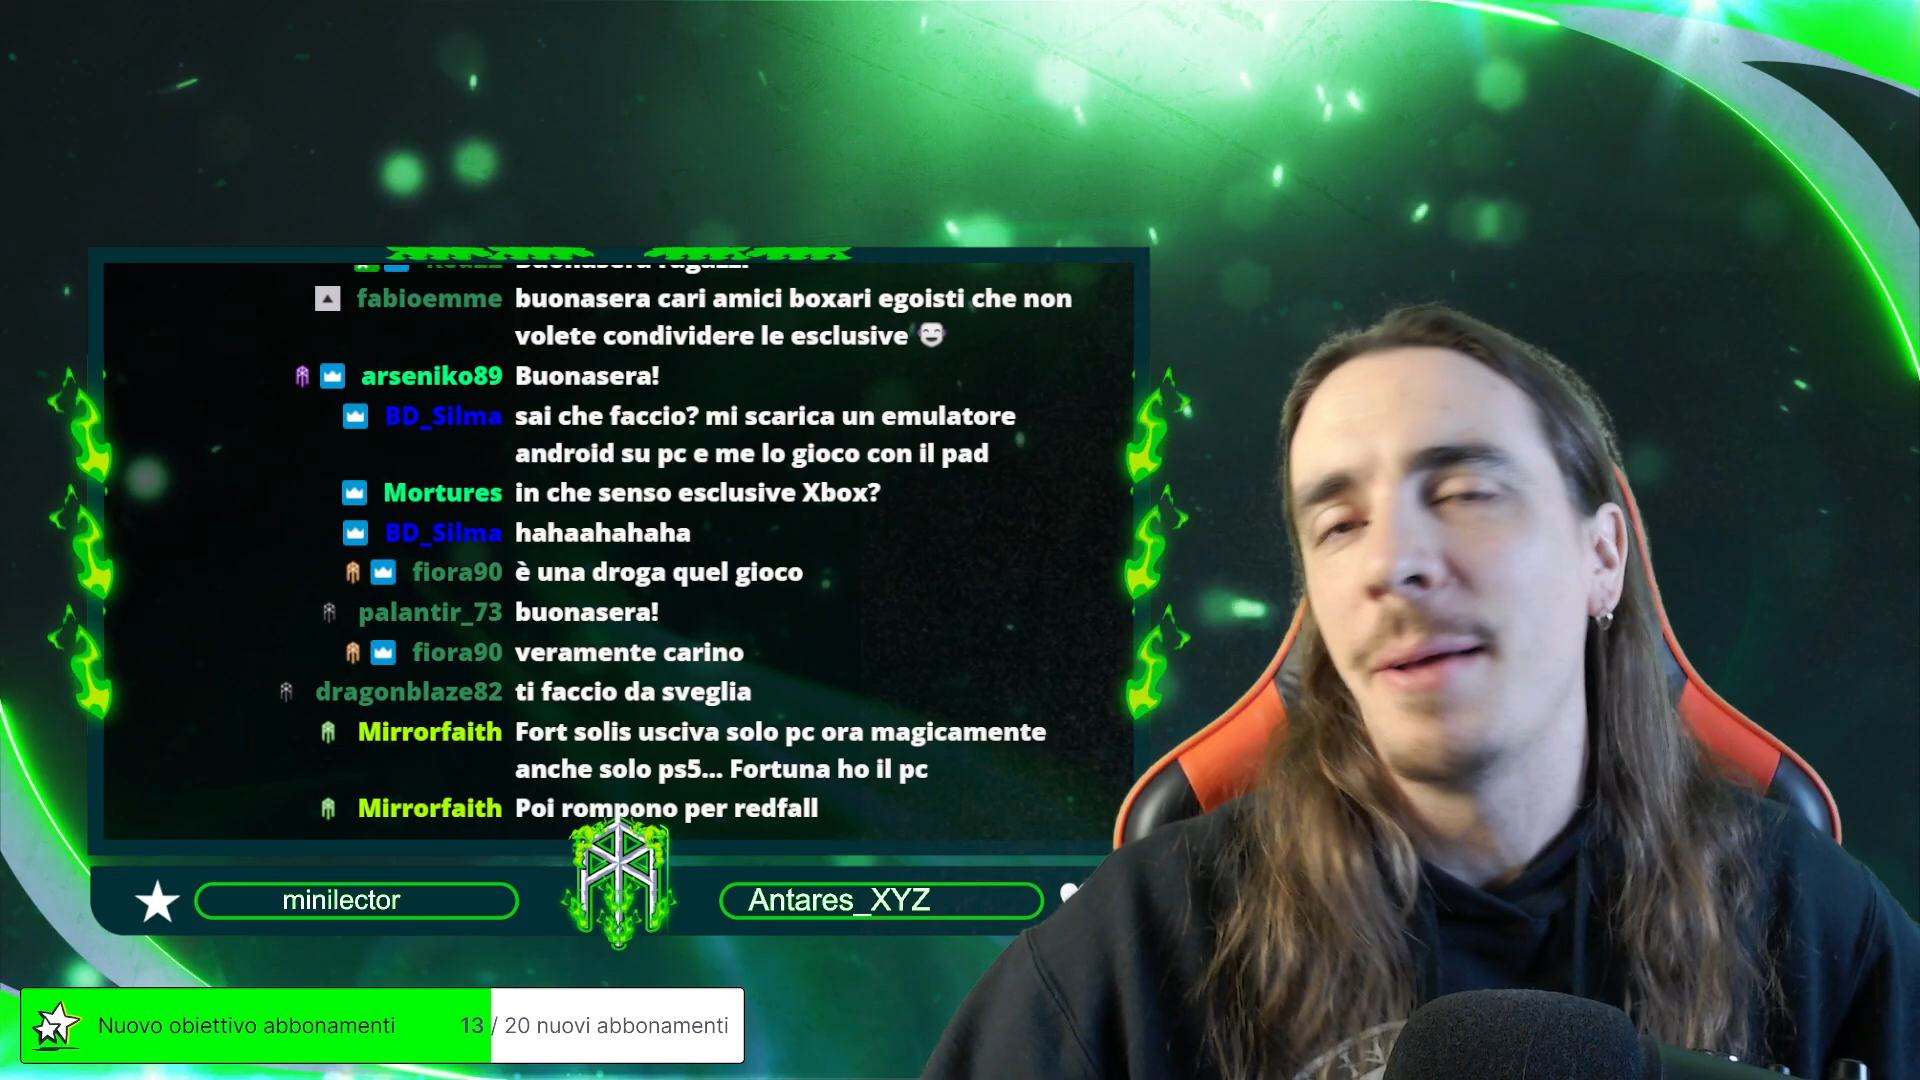 buonasera ragazzi!
fabioemme buonasera cari amici boxari egoisti che non
volete condividere le esclusive
arseniko89 Buonasera!
BD_Silma sai che faccio? mi scarica un emulatore
android su pc e me lo gioco con il pad
Mortures in che senso esclusive Xbox?
BD_Silma hahaahahaha
fiora90 è una droga quel gioco
palantir_73 buonasera!
fiora90 veramente carino
dragonblaze82 ti faccio da sveglia
Mirrorfaith Fort solis usciva solo pc ora magicamente
anche solo ps5... Fortuna ho il pc
Mirrorfaith Poi rompono per redfall
minilector
Antares_XYZ
Nuovo obiettivo abbonamenti 13 / 20 nuovi abbonamenti